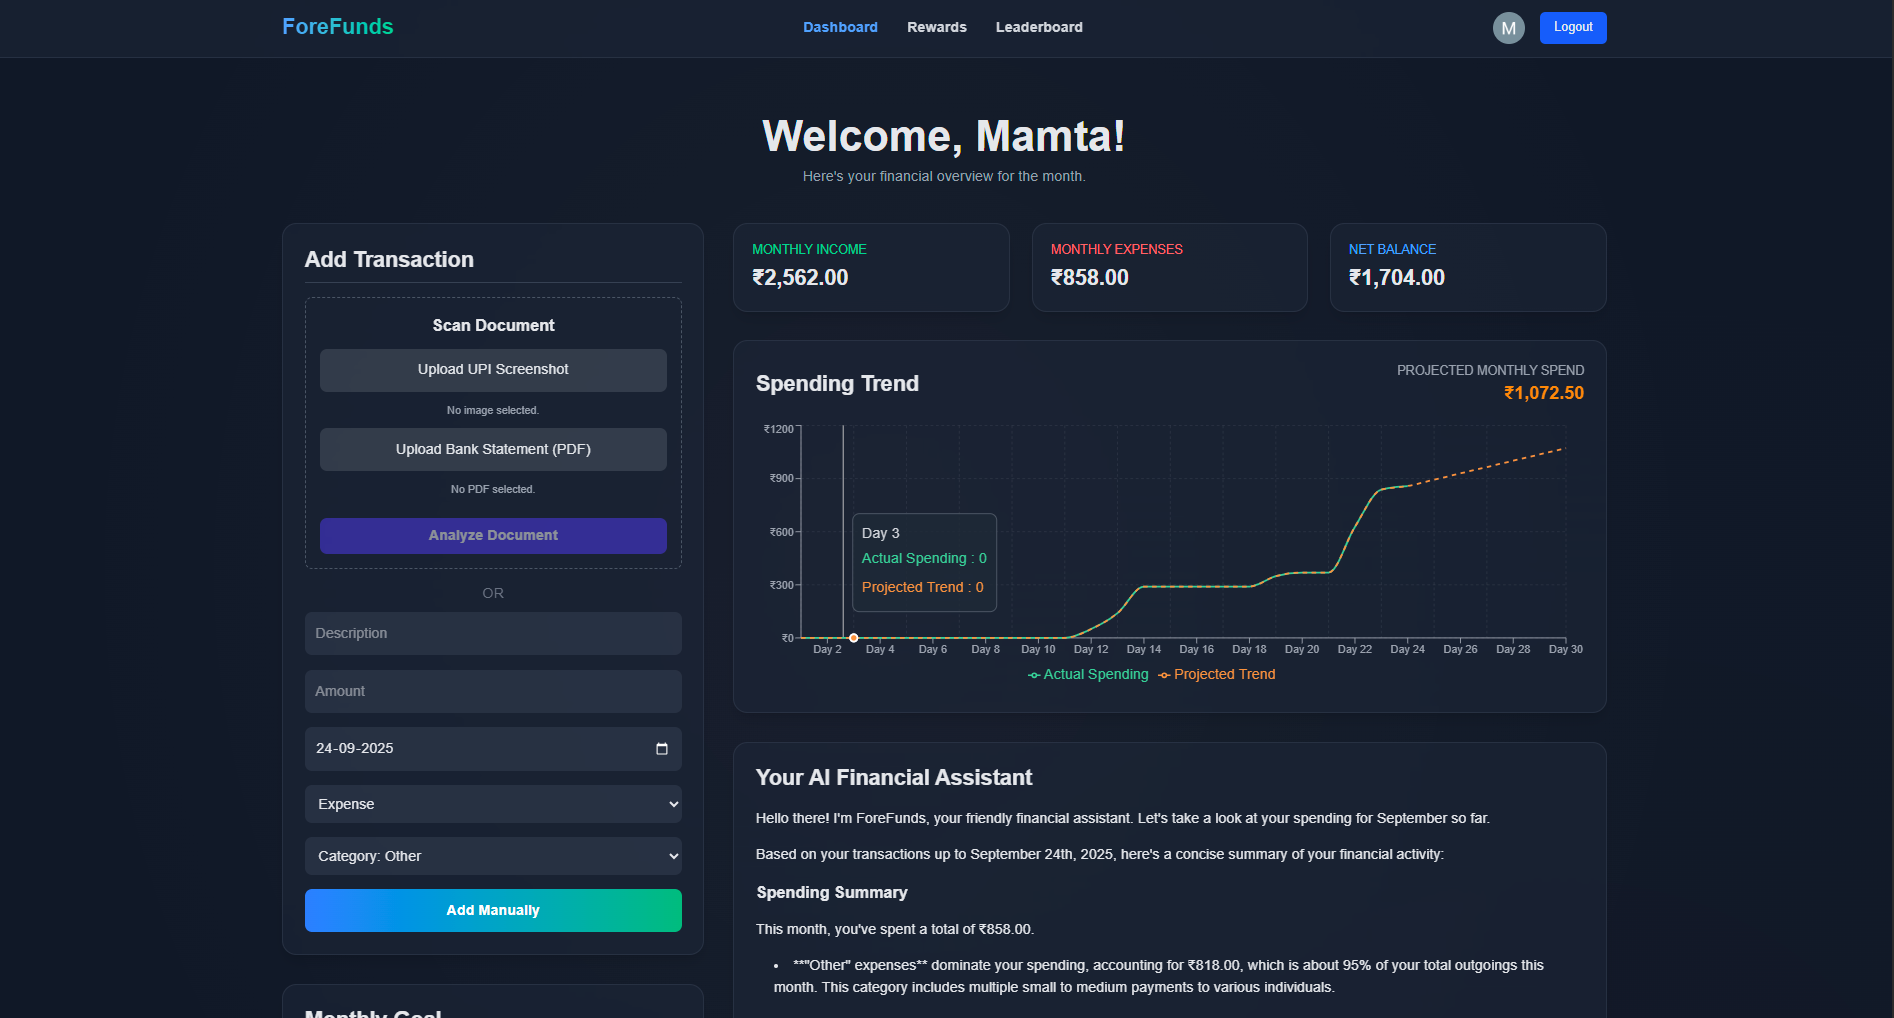 ForeFunds
Dashboard Rewards Leaderboard
M
Logout
Welcome, Mamta!
Here's your financial overview for the month.
Add Transaction
Scan Document
Upload UPI Screenshot
No image selected.
Upload Bank Statement (PDF)
No PDF selected.
Analyze Document
OR
Description
Amount
24-09-2025
Expense
Category: Other
Add Manually
Monthly Goal
MONTHLY INCOME
₹2,562.00
MONTHLY EXPENSES
₹858.00
NET BALANCE
₹1,704.00
Spending Trend
PROJECTED MONTHLY SPEND
₹1,072.50
₹1200
₹900
₹600
₹300
₹0
Day 3
Actual Spending : 0
Projected Trend : 0
Day 2 Day 4 Day 6 Day 8 Day 10 Day 12 Day 14 Day 16 Day 18 Day 20 Day 22 Day 24 Day 26 Day 28 Day 30
Actual Spending Projected Trend
Your AI Financial Assistant
Hello there! I'm ForeFunds, your friendly financial assistant. Let's take a look at your spending for September so far.
Based on your transactions up to September 24th, 2025, here's a concise summary of your financial activity:
Spending Summary
This month, you've spent a total of ₹858.00.
• **"Other" expenses** dominate your spending, accounting for ₹818.00, which is about 95% of your total outgoings this
month. This category includes multiple small to medium payments to various individuals.